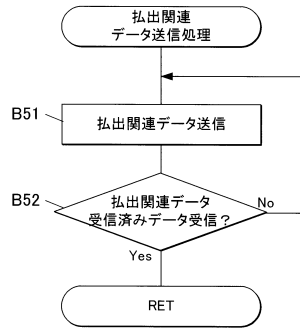 払出関連
データ送信処理
B51
払出関連データ送信
B52
払出関連データ
受信済みデータ受信？
No
Yes
RET